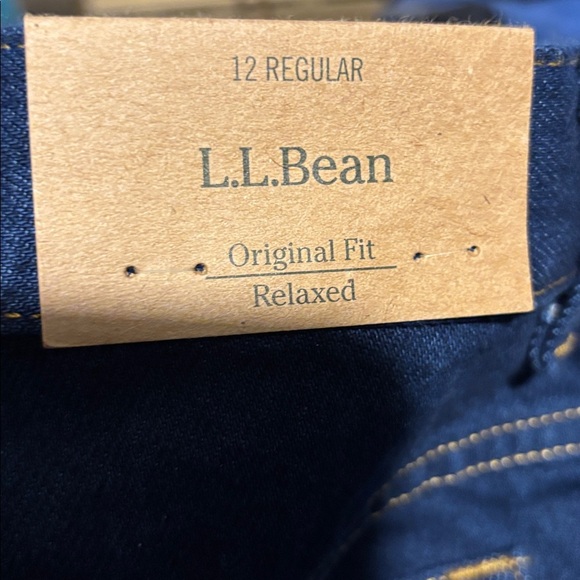 12 REGULAR
L.L.Bean
Original Fit
Relaxed